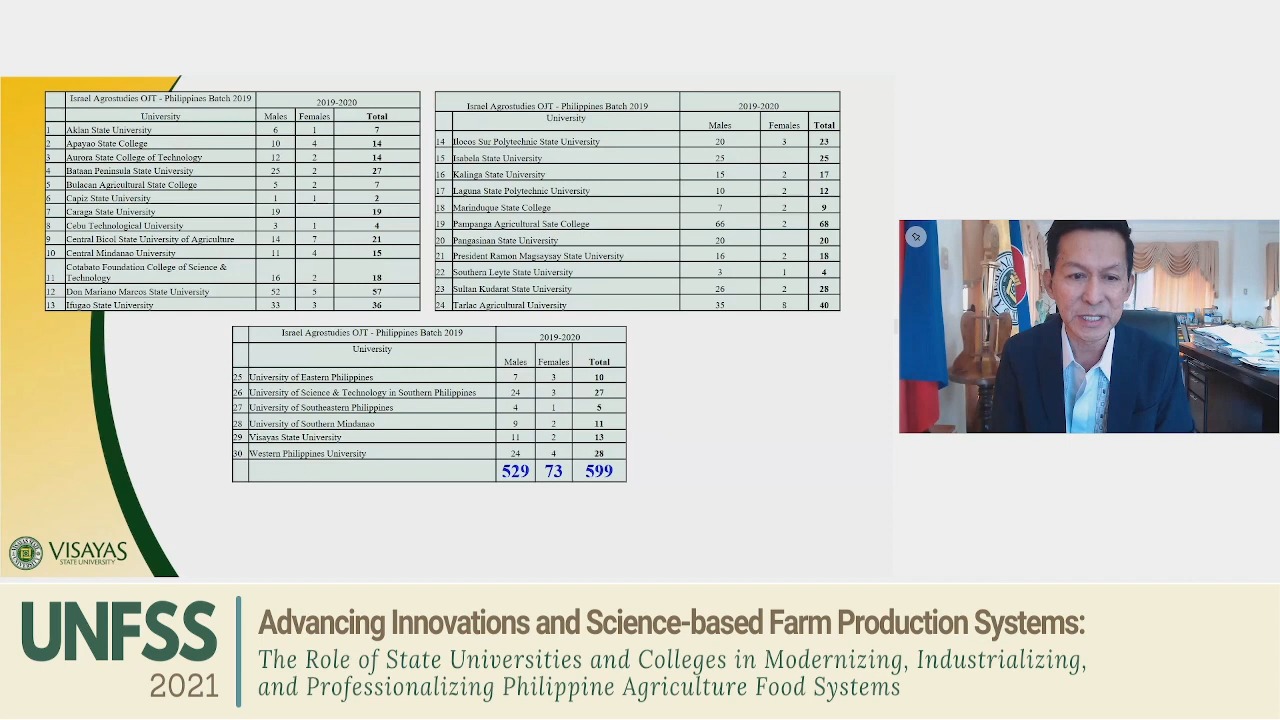 Israel Agrostudies OJT - Philippines Batch 2019 2019-2020
University Males Females Total
1 Aklan State University 6 1 7
2 Apayao State College 10 4 14
3 Aurora State College of Technology 12 2 14
4 Bataan Peninsula State University 25 2 27
5 Bulacan Agricultural State College 5 2 7
6 Capiz State University 1 1 2
7 Caraga State University 19 19
8 Cebu Technological University 3 1 4
9 Central Bicol State University of Agriculture 14 7 21
10 Central Mindanao University 11 4 15
Cotabato Foundation College of Science &
11 Technology 16 2 18
12 Don Mariano Marcos State University 52 5 57
13 Ifugao State University 33 3 36
Israel Agrostudies OJT - Philippines Batch 2019 2019-2020
University
Males Females Total
14 Ilocos Sur Polytechnic State University 20 3 23
15 Isabela State University 25 25
16 Kalinga State University 15 2 17
17 Laguna State Polytechnic University 10 2 12
18 Marinduque State College 7 2 9
19 Pampanga Agricultural Sate College 66 2 68
20 Pangasinan State University 20 20
21 President Ramon Magsaysay State University 16 2 18
22 Southern Leyte State University 3 1 4
23 Sultan Kudarat State University 26 2 28
24 Tarlac Agricultural University 35 8 40
Israel Agrostudies OJT - Philippines Batch 2019 2019-2020
University
Males Females Total
25 University of Eastern Philippines 7 3 10
26 University of Science & Technology in Southern Philippines 24 3 27
27 University of Southeastern Philippines 4 1 5
28 University of Southern Mindanao 9 2 11
29 Visayas State University 11 2 13
30 Western Philippines University 24 4 28
529 73 599
VISAYAS
STATE UNIVERSITY
UNFSS
2021
Advancing Innovations and Science-based Farm Production Systems:
The Role of State Universities and Colleges in Modernizing, Industrializing,
and Professionalizing Philippine Agriculture Food Systems